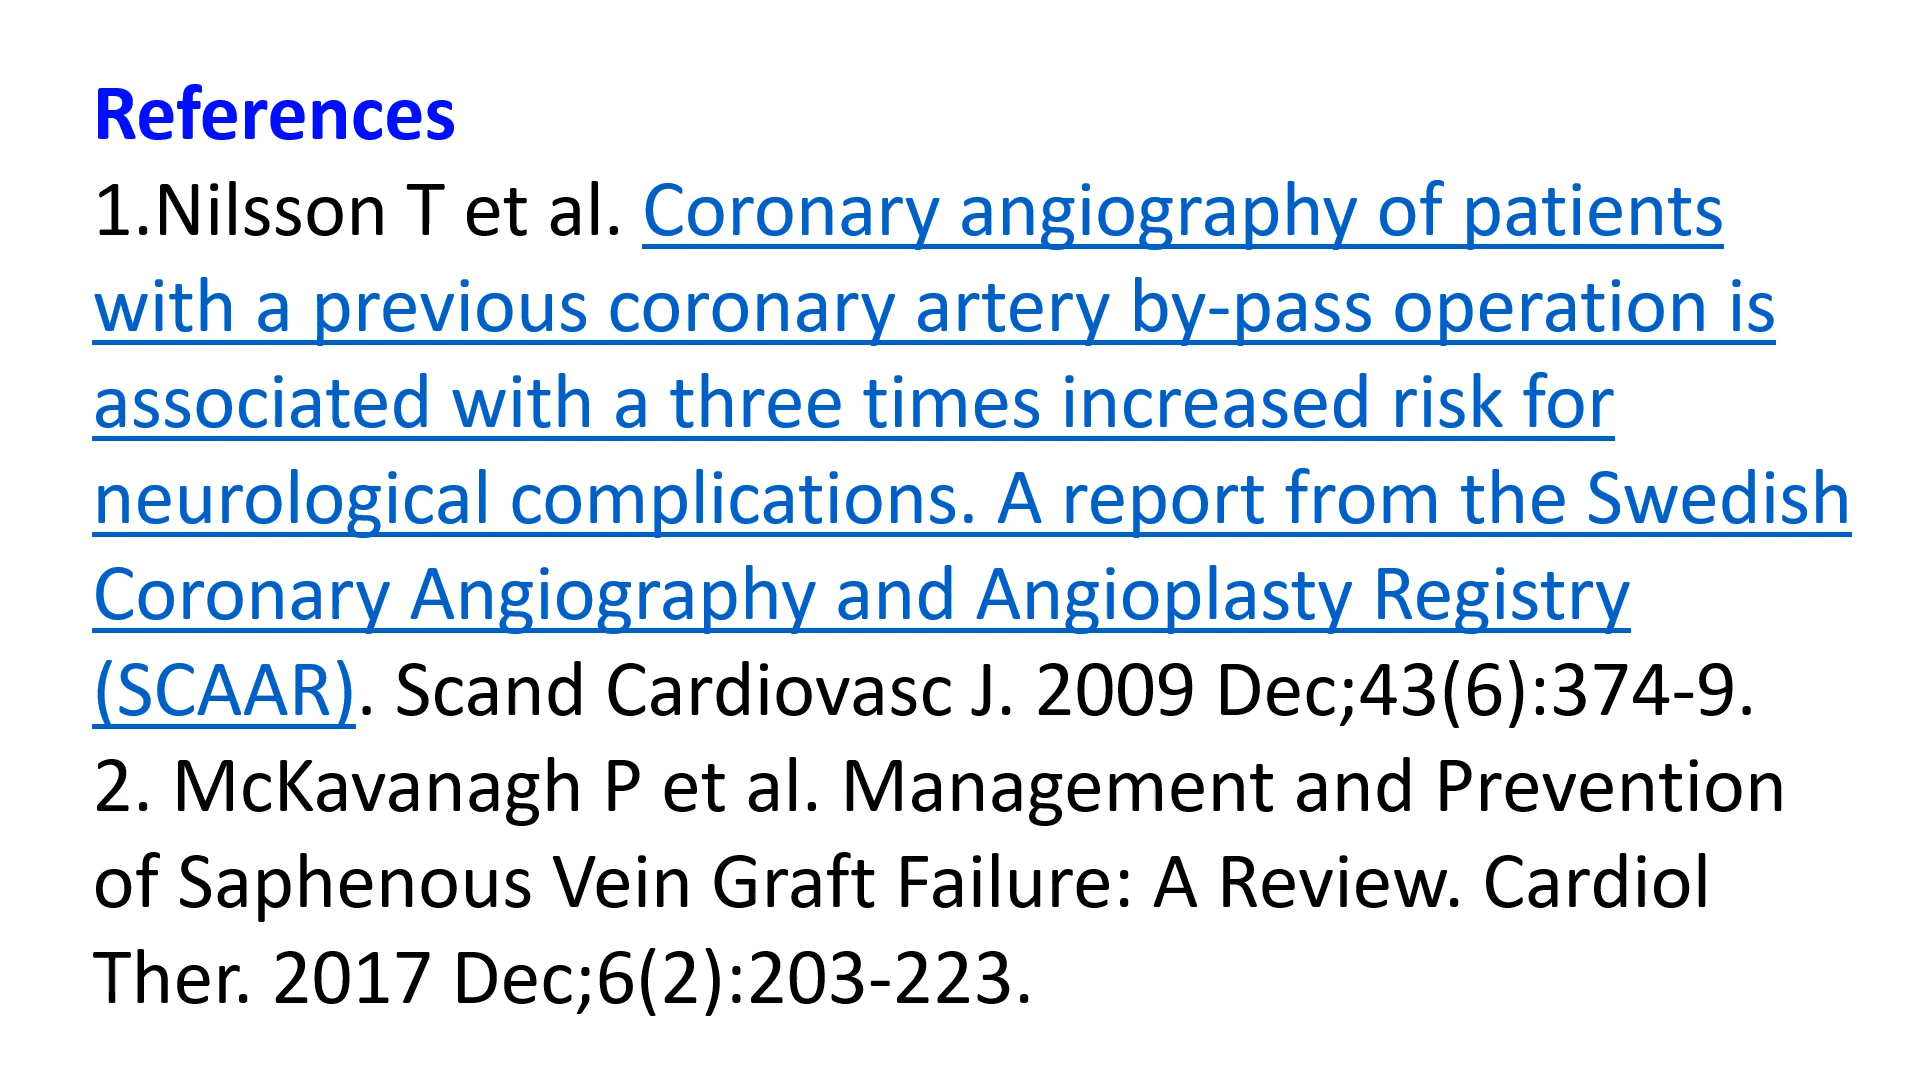 References
1.Nilsson T et al. Coronary angiography of patients
with a previous coronary artery by-pass operation is
associated with a three times increased risk for
neurological complications. A report from the Swedish
Coronary Angiography and Angioplasty Registry
(SCAAR). Scand Cardiovasc J. 2009 Dec;43(6):374-9.
2. McKavanagh P et al. Management and Prevention
of Saphenous Vein Graft Failure: A Review. Cardiol
Ther. 2017 Dec;6(2):203-223.